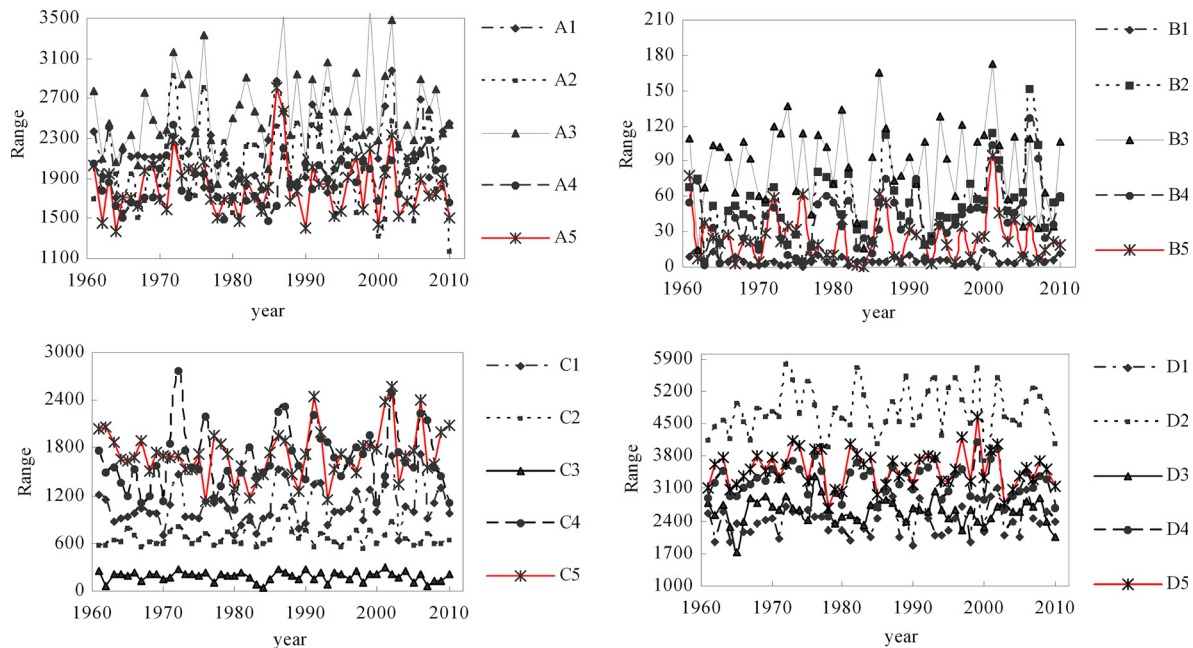 3500
3100
2700
2300
1900
1500
1100
Range
1960
1970
1980
1990
2000
2010
year
A1
A2
A3
A4
A5
210
180
150
120
90
60
30
0
Range
1960
1970
1980
1990
2000
2010
year
B1
B2
B3
B4
B5
3000
2400
1800
1200
600
0
Range
1960
1970
1980
1990
2000
2010
year
C1
C2
C3
C4
C5
5900
5200
4500
3800
3100
2400
1700
1000
Range
1960
1970
1980
1990
2000
2010
year
D1
D2
D3
D4
D5